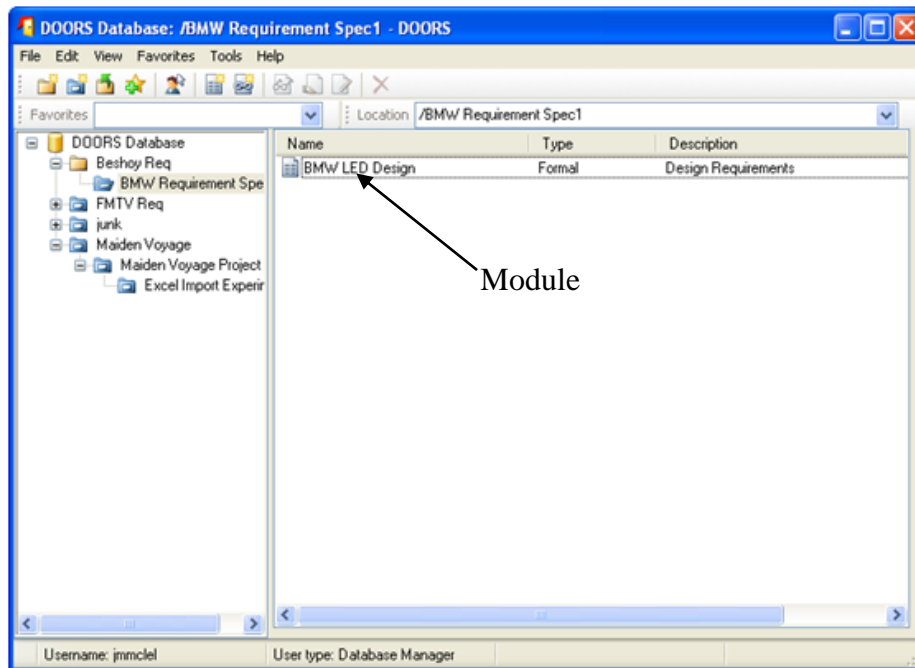 DOORS Database: /BMW Requirement Spec1 - DOORS
File Edit View Favorites Tools Help
Favorites Location /BMW Requirement Spec1
DOORS Database
Beshoy Req
BMW Requirement Spe
FMTV Req
junk
Maiden Voyage
Maiden Voyage Project
Excel Import Experir
Name Type Description
BMW LED Design Formal Design Requirements
Module
Username: jmmclel User type: Database Manager